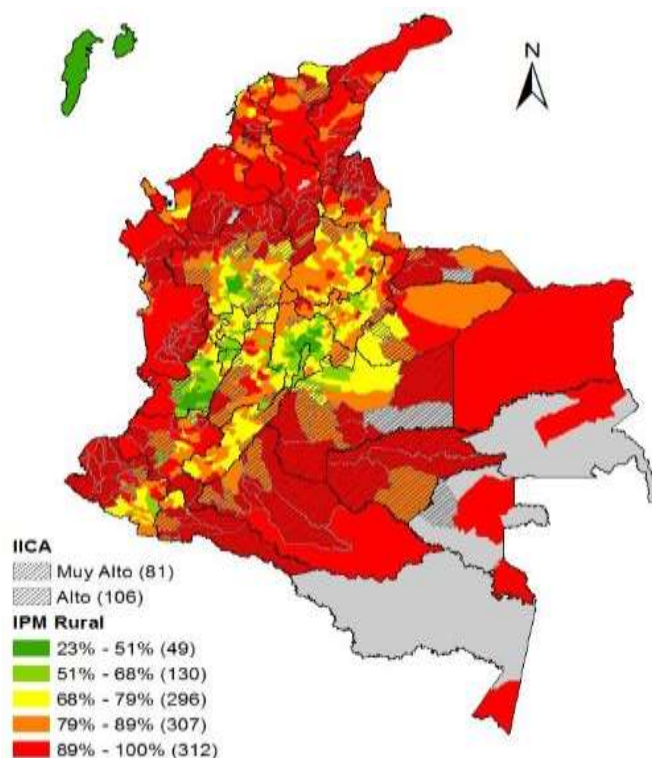 N
IICA
Muy Alto (81)
Alto (106)
IPM Rural
23% - 51% (49)
51% - 68% (130)
68% - 79% (296)
79% - 89% (307)
89% - 100% (312)